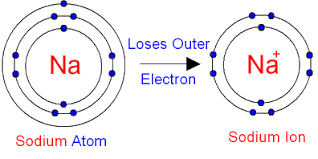 Na
Loses Outer
Electron
Na+
Sodium Atom
Sodium Ion